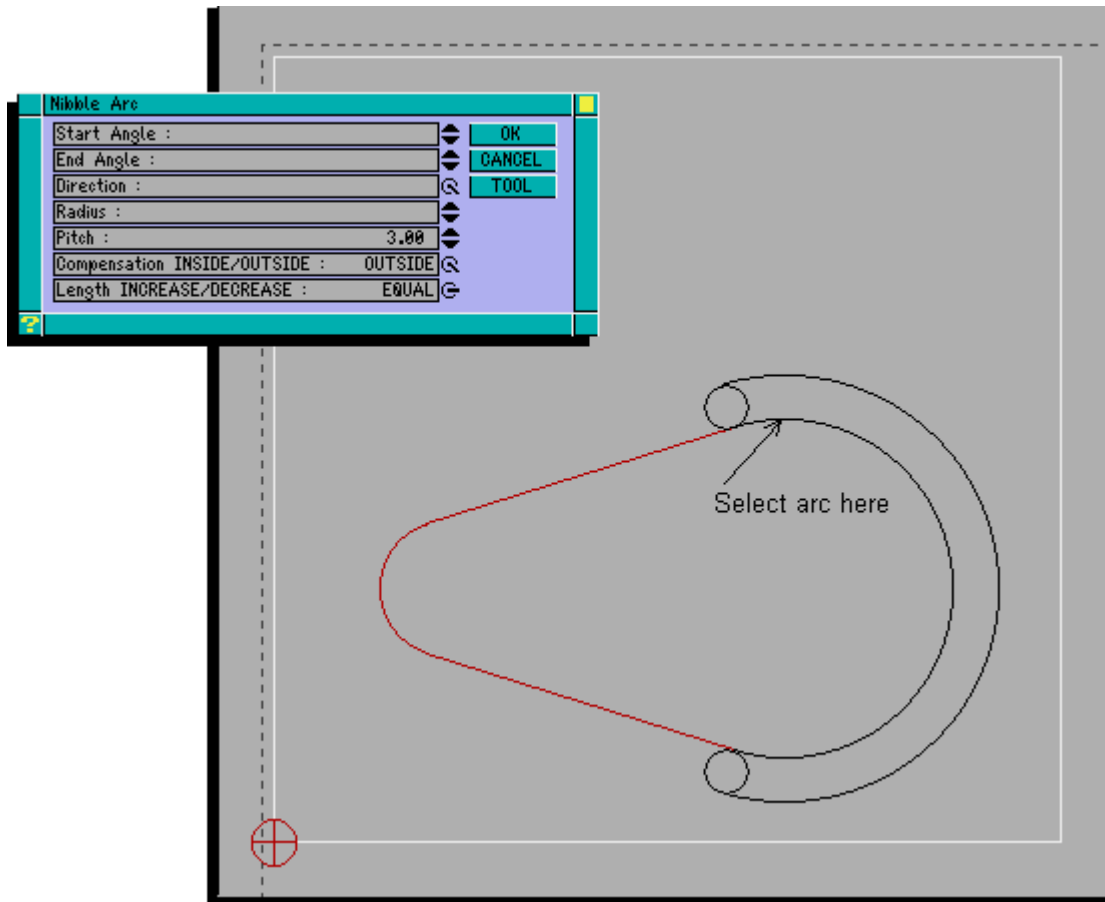 Nibble Arc
Start Angle :
OK
End Angle :
CANCEL
Direction :
TOOL
Radius :
Pitch : 3.00
Compensation INSIDE/OUTSIDE : OUTSIDE
Length INCREASE/DECREASE : EQUAL
?
Select arc here